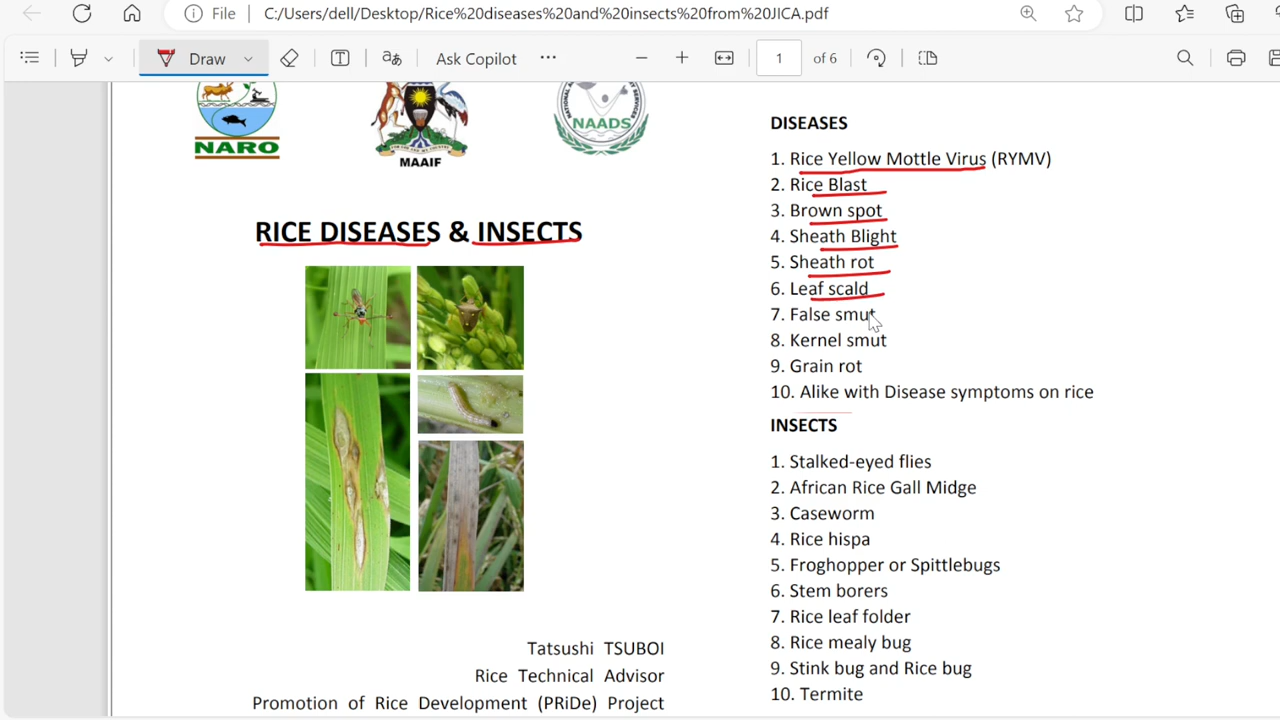 File
C:/Users/dell/Desktop/Rice%20diseases%20and%20insects%20from%20JICA.pdf
Draw
Ask Copilot
1 of 6
NARO
MAAIF
NAADS
RICE DISEASES & INSECTS
Tatsushi TSUBOI
Rice Technical Advisor
Promotion of Rice Development (PRiDe) Project
DISEASES
1. Rice Yellow Mottle Virus (RYMV)
2. Rice Blast
3. Brown spot
4. Sheath Blight
5. Sheath rot
6. Leaf scald
7. False smut
8. Kernel smut
9. Grain rot
10. Alike with Disease symptoms on rice
INSECTS
1. Stalked-eyed flies
2. African Rice Gall Midge
3. Caseworm
4. Rice hispa
5. Froghopper or Spittlebugs
6. Stem borers
7. Rice leaf folder
8. Rice mealy bug
9. Stink bug and Rice bug
10. Termite